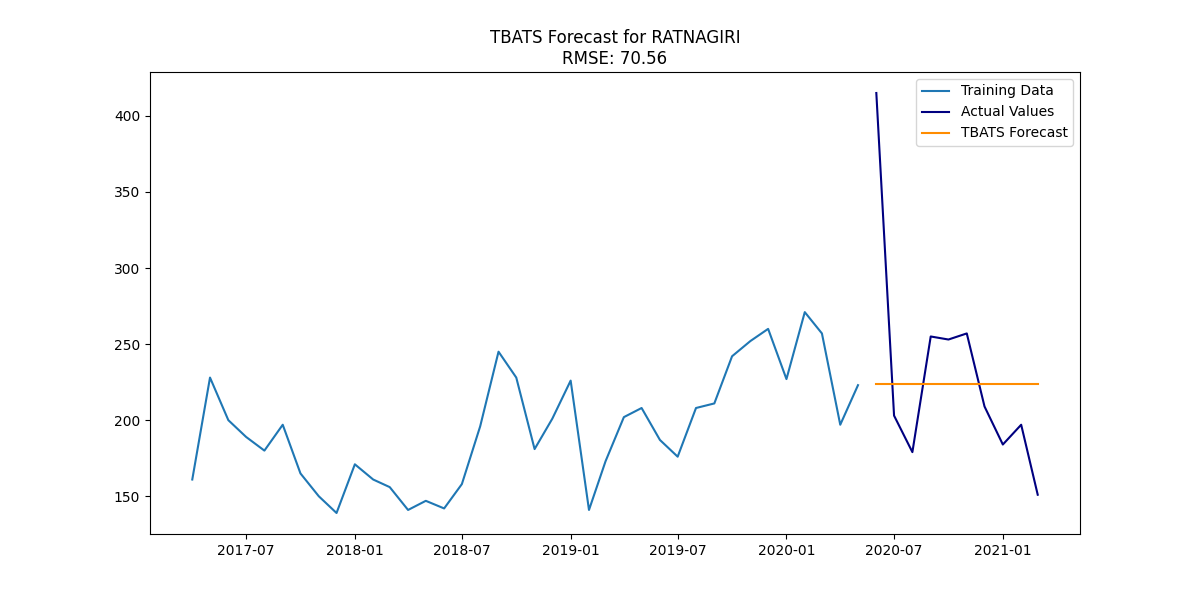 TBATS Forecast for RATNAGIRI
RMSE: 70.56
Training Data
Actual Values
TBATS Forecast
400
350
300
250
200
150
2017-07
2018-01
2018-07
2019-01
2019-07
2020-01
2020-07
2021-01